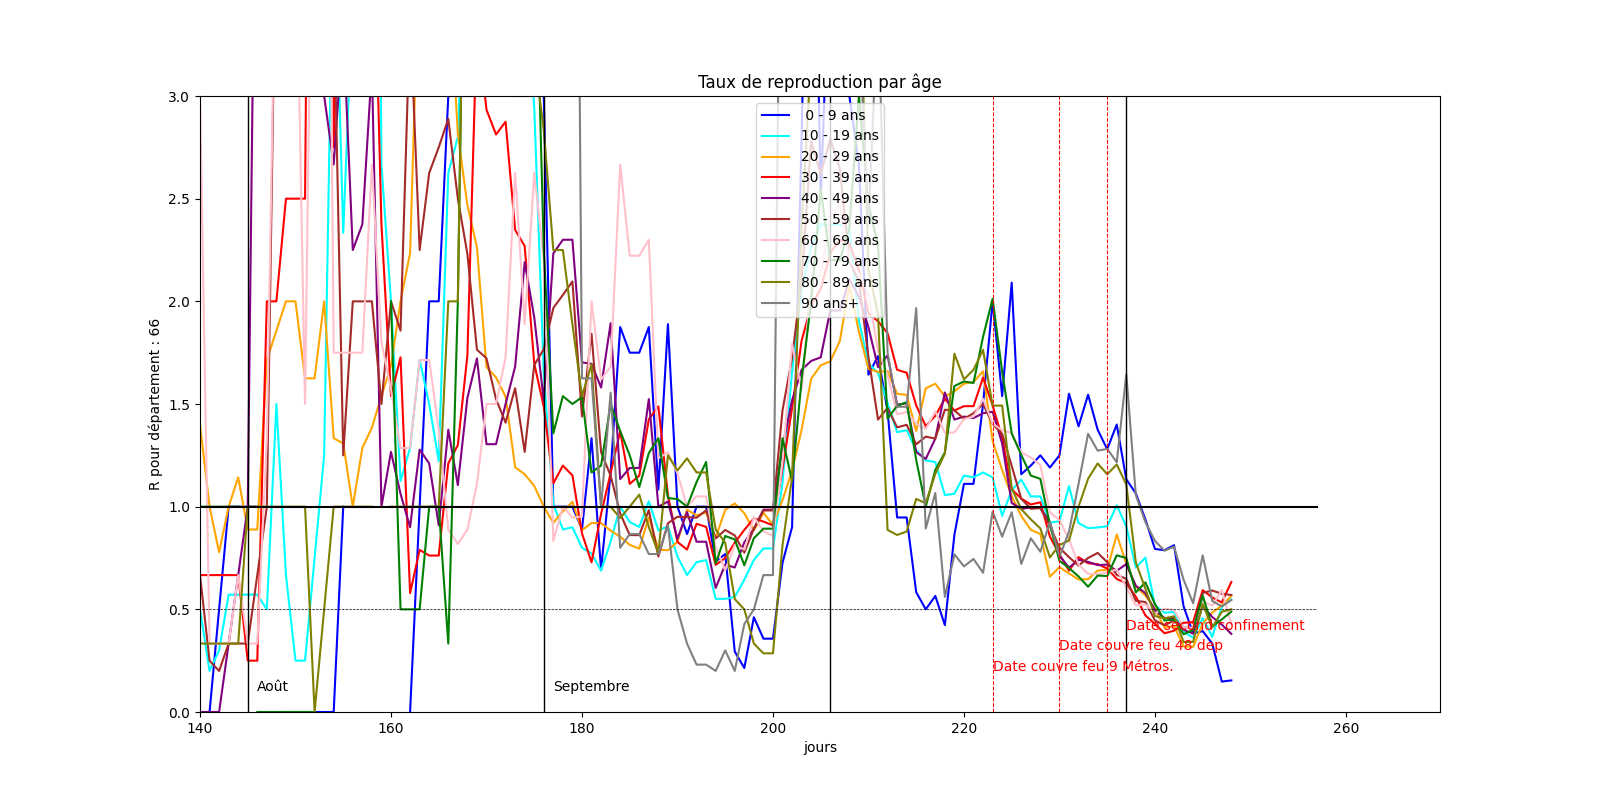 Taux de reproduction par âge
3.0
2.5
2.0
1.5
1.0
0.5
0.0
R pour département : 66
0 - 9 ans
10 - 19 ans
20 - 29 ans
30 - 39 ans
40 - 49 ans
50 - 59 ans
60 - 69 ans
70 - 79 ans
80 - 89 ans
90 ans+
Date second confinement
Date couvre feu 48 dep
Date couvre feu 9 Métros.
Août
Septembre
140
160
180
200
220
240
260
jours